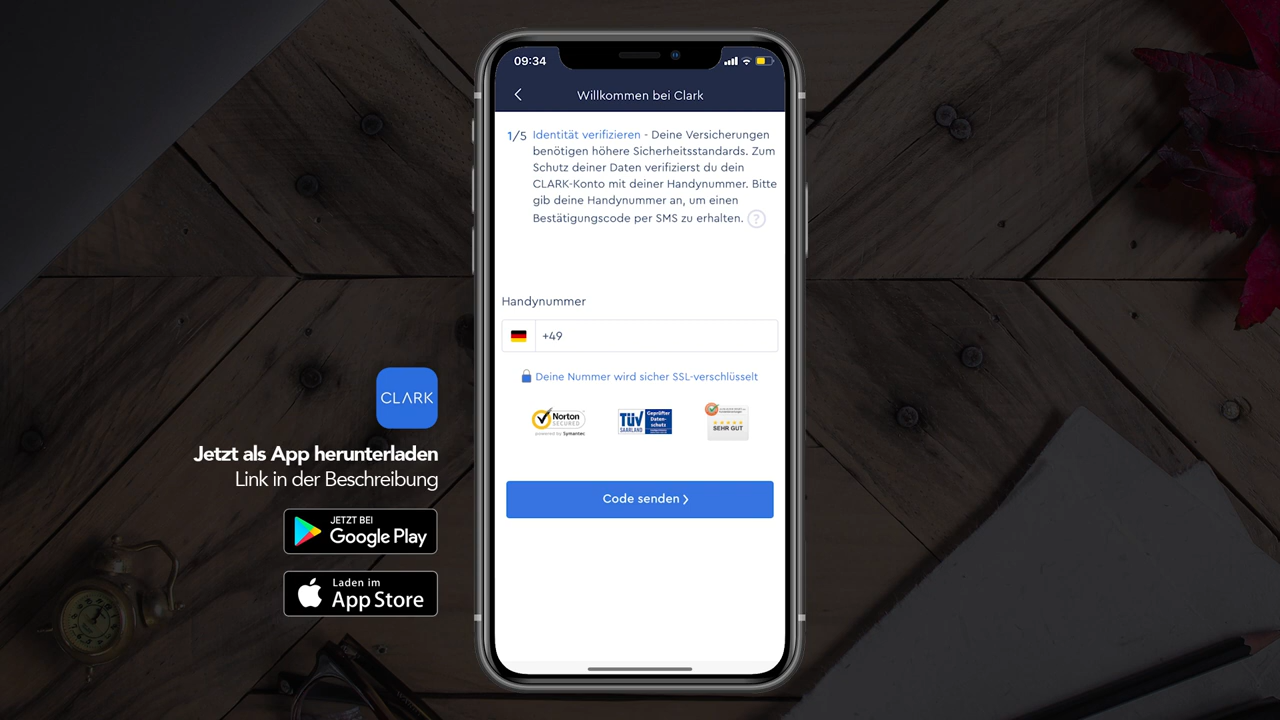 09:34
Willkommen bei Clark
1/5 Identität verifizieren - Deine Versicherungen
benötigen höhere Sicherheitsstandards. Zum
Schutz deiner Daten verifizierst du dein
CLARK-Konto mit deiner Handynummer. Bitte
gib deine Handynummer an, um einen
Bestätigungscode per SMS zu erhalten. ?
Handynummer
+49
Deine Nummer wird sicher SSL-verschlüsselt
Norton
SECURED
powered by Symantec
TÜV
SAARLAND
Geprüfter
Daten-
schutz
SEHR GUT
Code senden
CLARK
Jetzt als App herunterladen
Link in der Beschreibung
JETZT BEI
Google Play
Laden im
App Store